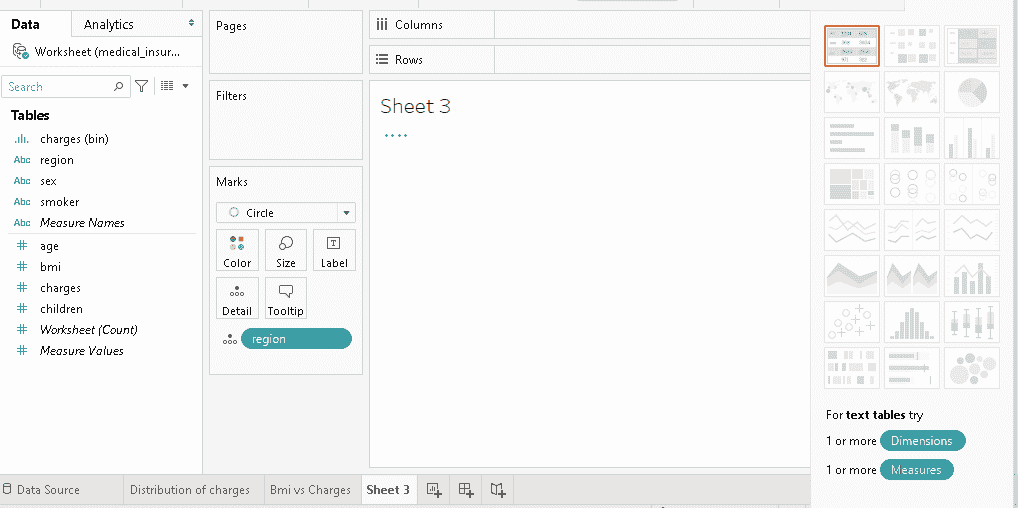 Data
Analytics
Worksheet (medical_insur...
Search
Tables
charges (bin)
Abc region
Abc sex
Abc smoker
Abc Measure Names
# age
# bmi
# charges
# children
# Worksheet (Count)
# Measure Values
Pages
Filters
Marks
Circle
Color Size Label
Detail Tooltip
region
Columns
Rows
Sheet 3
For text tables try
1 or more Dimensions
1 or more Measures
Data Source Distribution of charges Bmi vs Charges Sheet 3